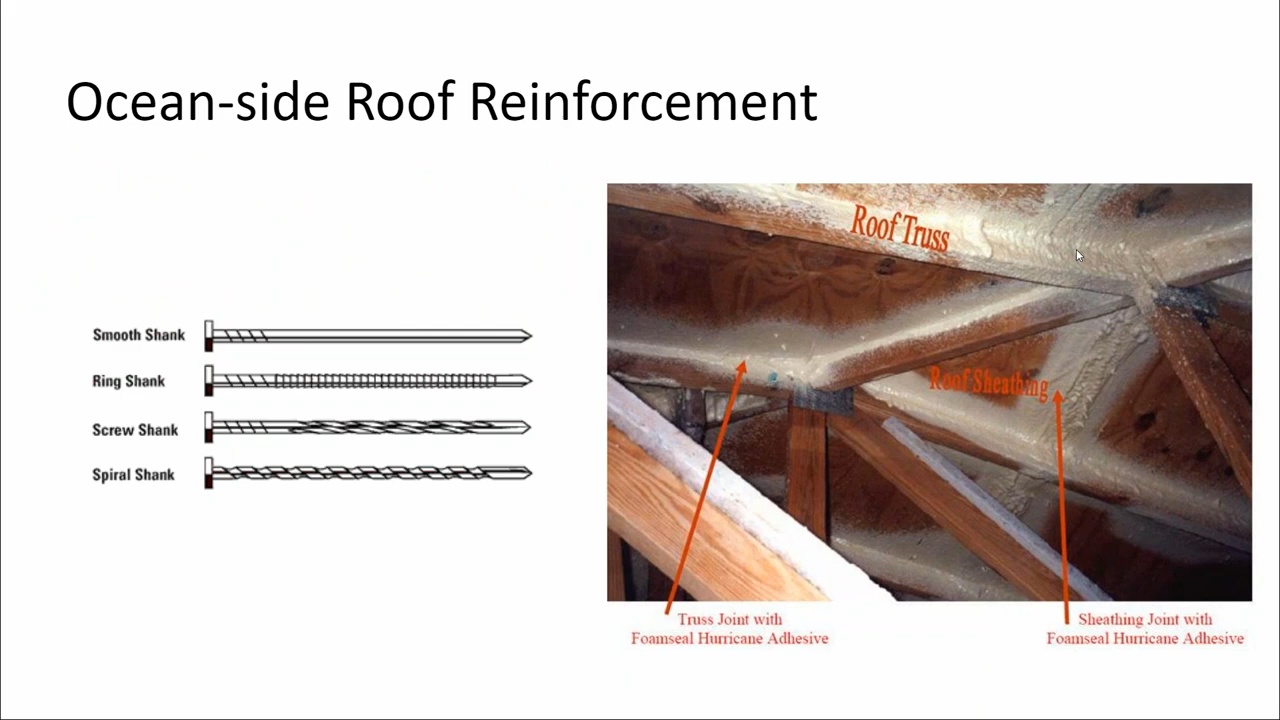 Ocean-side Roof Reinforcement
Smooth Shank
Ring Shank
Screw Shank
Spiral Shank
Roof Truss
Roof Sheathing
Truss Joint with
Foamseal Hurricane Adhesive
Sheathing Joint with
Foamseal Hurricane Adhesive